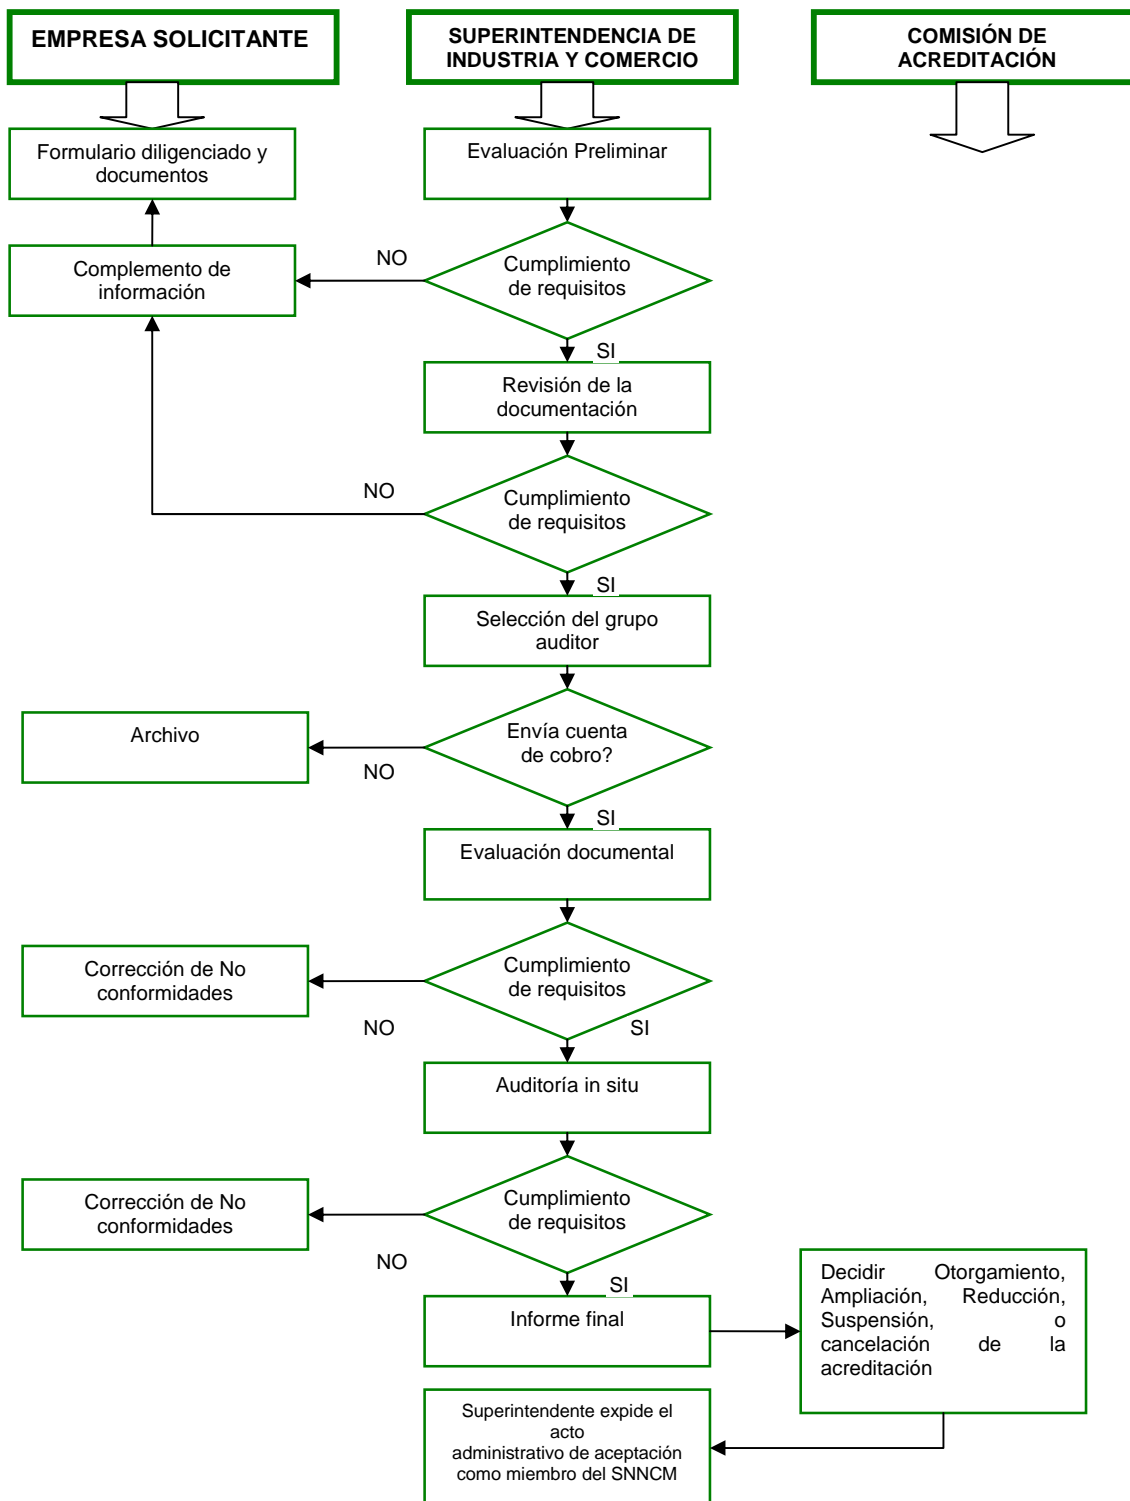 EMPRESA SOLICITANTE
SUPERINTENDENCIA DE
INDUSTRIA Y COMERCIO
COMISIÓN DE
ACREDITACIÓN
Formulario diligenciado y
documentos
Evaluación Preliminar
Complemento de
información
NO
Cumplimiento
de requisitos
SI
Revisión de la
documentación
NO
Cumplimiento
de requisitos
SI
Selección del grupo
auditor
Archivo
NO
Envía cuenta
de cobro?
SI
Evaluación documental
Corrección de No
conformidades
Cumplimiento
de requisitos
NO
SI
Auditoría in situ
Corrección de No
conformidades
Cumplimiento
de requisitos
NO
SI
Informe final
Decidir Otorgamiento,
Ampliación, Reducción,
Suspensión, o
cancelación de la
acreditación
Superintendente expide el
acto
administrativo de aceptación
como miembro del SNNCM